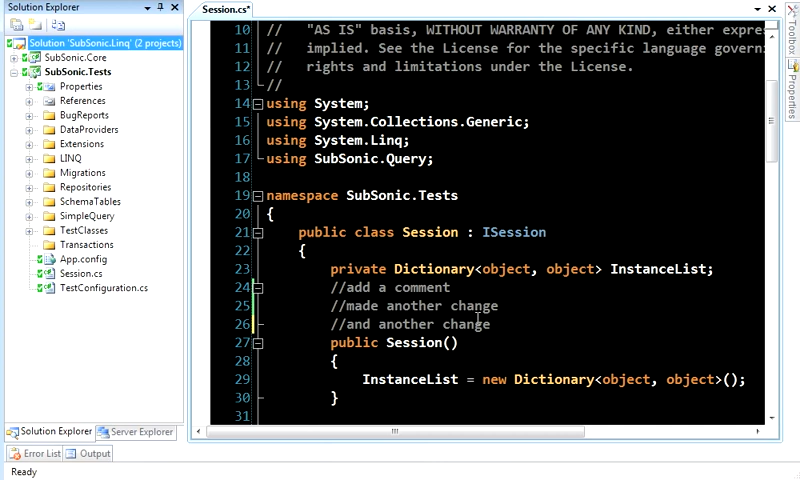 Solution Explorer
Solution 'SubSonic.Linq' (2 projects)
SubSonic.Core
SubSonic.Tests
Properties
References
BugReports
DataProviders
Extensions
LINQ
Migrations
Repositories
SchemaTables
SimpleQuery
TestClasses
Transactions
App.config
Session.cs
TestConfiguration.cs
Solution Explorer
Server Explorer
Error List
Output
Ready
Session.cs*
10 //   "AS IS" basis, WITHOUT WARRANTY OF ANY KIND, either expre
11 //   implied. See the License for the specific language govern
12 //   rights and limitations under the License.
13 //
14 using System;
15 using System.Collections.Generic;
16 using System.Linq;
17 using SubSonic.Query;
18
19 namespace SubSonic.Tests
20 {
21 public class Session : ISession
22 {
23 private Dictionary<object, object> InstanceList;
24 //add a comment
25 //made another change
26 //and another change
27 public Session()
28 {
29 InstanceList = new Dictionary<object, object>();
30 }
31
Toolbox
Properties